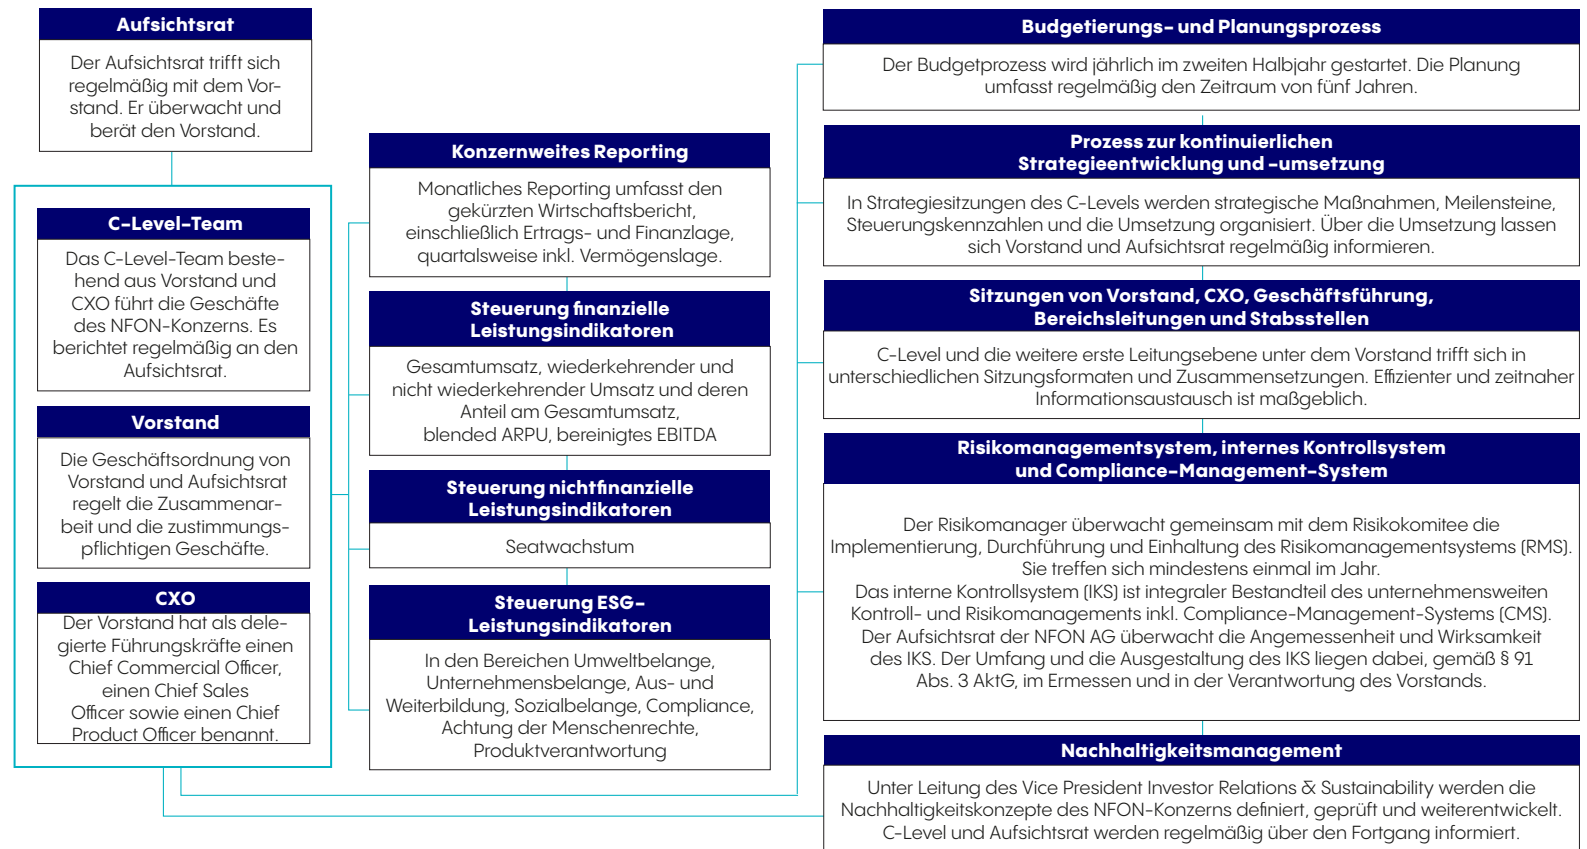 Aufsichtsrat
Der Aufsichtsrat trifft sich
regelmäßig mit dem Vor-
stand. Er überwacht und
berät den Vorstand.
C-Level-Team
Das C-Level-Team beste-
hend aus Vorstand und
CXO führt die Geschäfte
des NFON-Konzerns. Es
berichtet regelmäßig an den
Aufsichtsrat.
Vorstand
Die Geschäftsordnung von
Vorstand und Aufsichtsrat
regelt die Zusammenar-
beit und die zustimmungs-
pflichtigen Geschäfte.
CXO
Der Vorstand hat als dele-
gierte Führungskräfte einen
Chief Commercial Officer,
einen Chief Sales
Officer sowie einen Chief
Product Officer benannt.
Konzernweites Reporting
Monatliches Reporting umfasst den
gekürzten Wirtschaftsbericht,
einschließlich Ertrags- und Finanzlage,
quartalsweise inkl. Vermögenslage.
Steuerung finanzielle
Leistungsindikatoren
Gesamtumsatz, wiederkehrender und
nicht wiederkehrender Umsatz und deren
Anteil am Gesamtumsatz,
blended ARPU, bereinigtes EBITDA
Steuerung nichtfinanzielle
Leistungsindikatoren
Seatwachstum
Steuerung ESG-
Leistungsindikatoren
In den Bereichen Umweltbelange,
Unternehmensbelange, Aus- und
Weiterbildung, Sozialbelange, Compliance,
Achtung der Menschenrechte,
Produktverantwortung
Budgetierungs- und Planungsprozess
Der Budgetprozess wird jährlich im zweiten Halbjahr gestartet. Die Planung
umfasst regelmäßig den Zeitraum von fünf Jahren.
Prozess zur kontinuierlichen
Strategieentwicklung und -umsetzung
In Strategiesitzungen des C-Levels werden strategische Maßnahmen, Meilensteine,
Steuerungskennzahlen und die Umsetzung organisiert. Über die Umsetzung lassen
sich Vorstand und Aufsichtsrat regelmäßig informieren.
Sitzungen von Vorstand, CXO, Geschäftsführung,
Bereichsleitungen und Stabsstellen
C-Level und die weitere erste Leitungsebene unter dem Vorstand trifft sich in
unterschiedlichen Sitzungsformaten und Zusammensetzungen. Effizienter und zeitnaher
Informationsaustausch ist maßgeblich.
Risikomanagementsystem, internes Kontrollsystem
und Compliance-Management-System
Der Risikomanager überwacht gemeinsam mit dem Risikokomitee die
Implementierung, Durchführung und Einhaltung des Risikomanagementsystems (RMS).
Sie treffen sich mindestens einmal im Jahr.
Das interne Kontrollsystem (IKS) ist integraler Bestandteil des unternehmensweiten
Kontroll- und Risikomanagements inkl. Compliance-Management-Systems (CMS).
Der Aufsichtsrat der NFON AG überwacht die Angemessenheit und Wirksamkeit
des IKS. Der Umfang und die Ausgestaltung des IKS liegen dabei, gemäß § 91
Abs. 3 AktG, im Ermessen und in der Verantwortung des Vorstands.
Nachhaltigkeitsmanagement
Unter Leitung des Vice President Investor Relations & Sustainability werden die
Nachhaltigkeitskonzepte des NFON-Konzerns definiert, geprüft und weiterentwickelt.
C-Level und Aufsichtsrat werden regelmäßig über den Fortgang informiert.